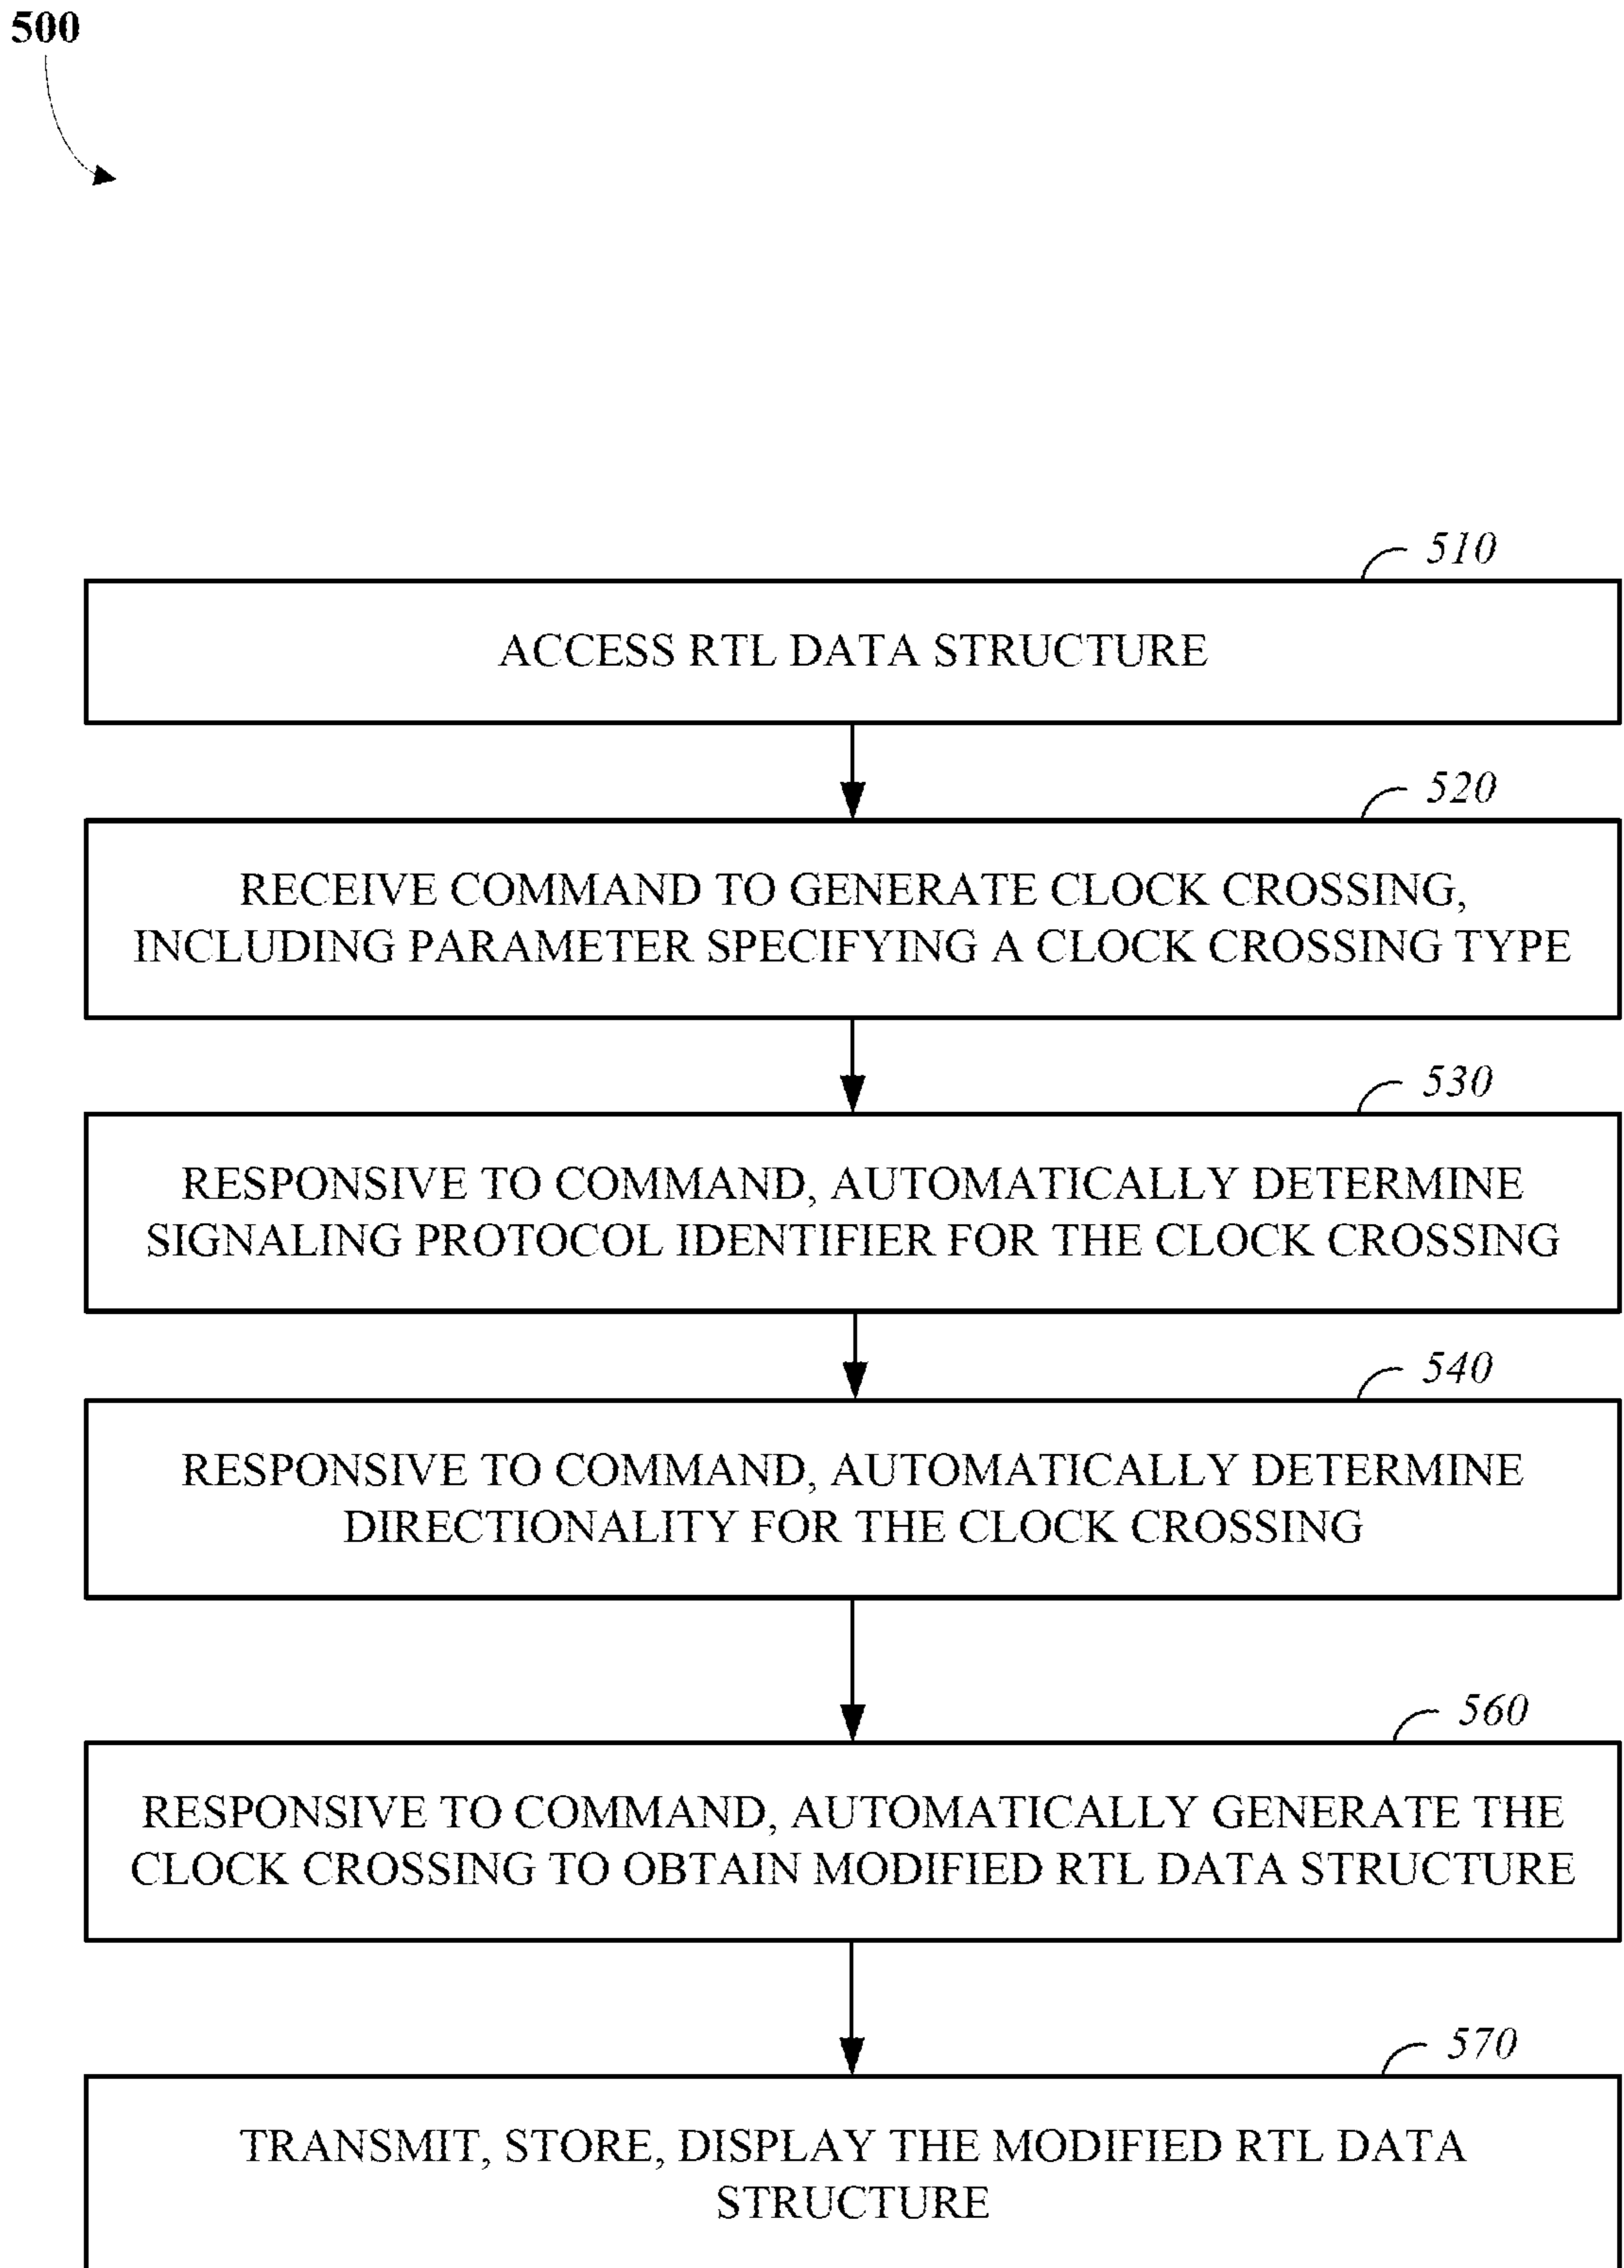 500
510
ACCESS RTL DATA STRUCTURE
520
RECEIVE COMMAND TO GENERATE CLOCK CROSSING,
INCLUDING PARAMETER SPECIFYING A CLOCK CROSSING TYPE
530
RESPONSIVE TO COMMAND, AUTOMATICALLY DETERMINE
SIGNALING PROTOCOL IDENTIFIER FOR THE CLOCK CROSSING
540
RESPONSIVE TO COMMAND, AUTOMATICALLY DETERMINE
DIRECTIONALITY FOR THE CLOCK CROSSING
560
RESPONSIVE TO COMMAND, AUTOMATICALLY GENERATE THE
CLOCK CROSSING TO OBTAIN MODIFIED RTL DATA STRUCTURE
570
TRANSMIT, STORE, DISPLAY THE MODIFIED RTL DATA
STRUCTURE